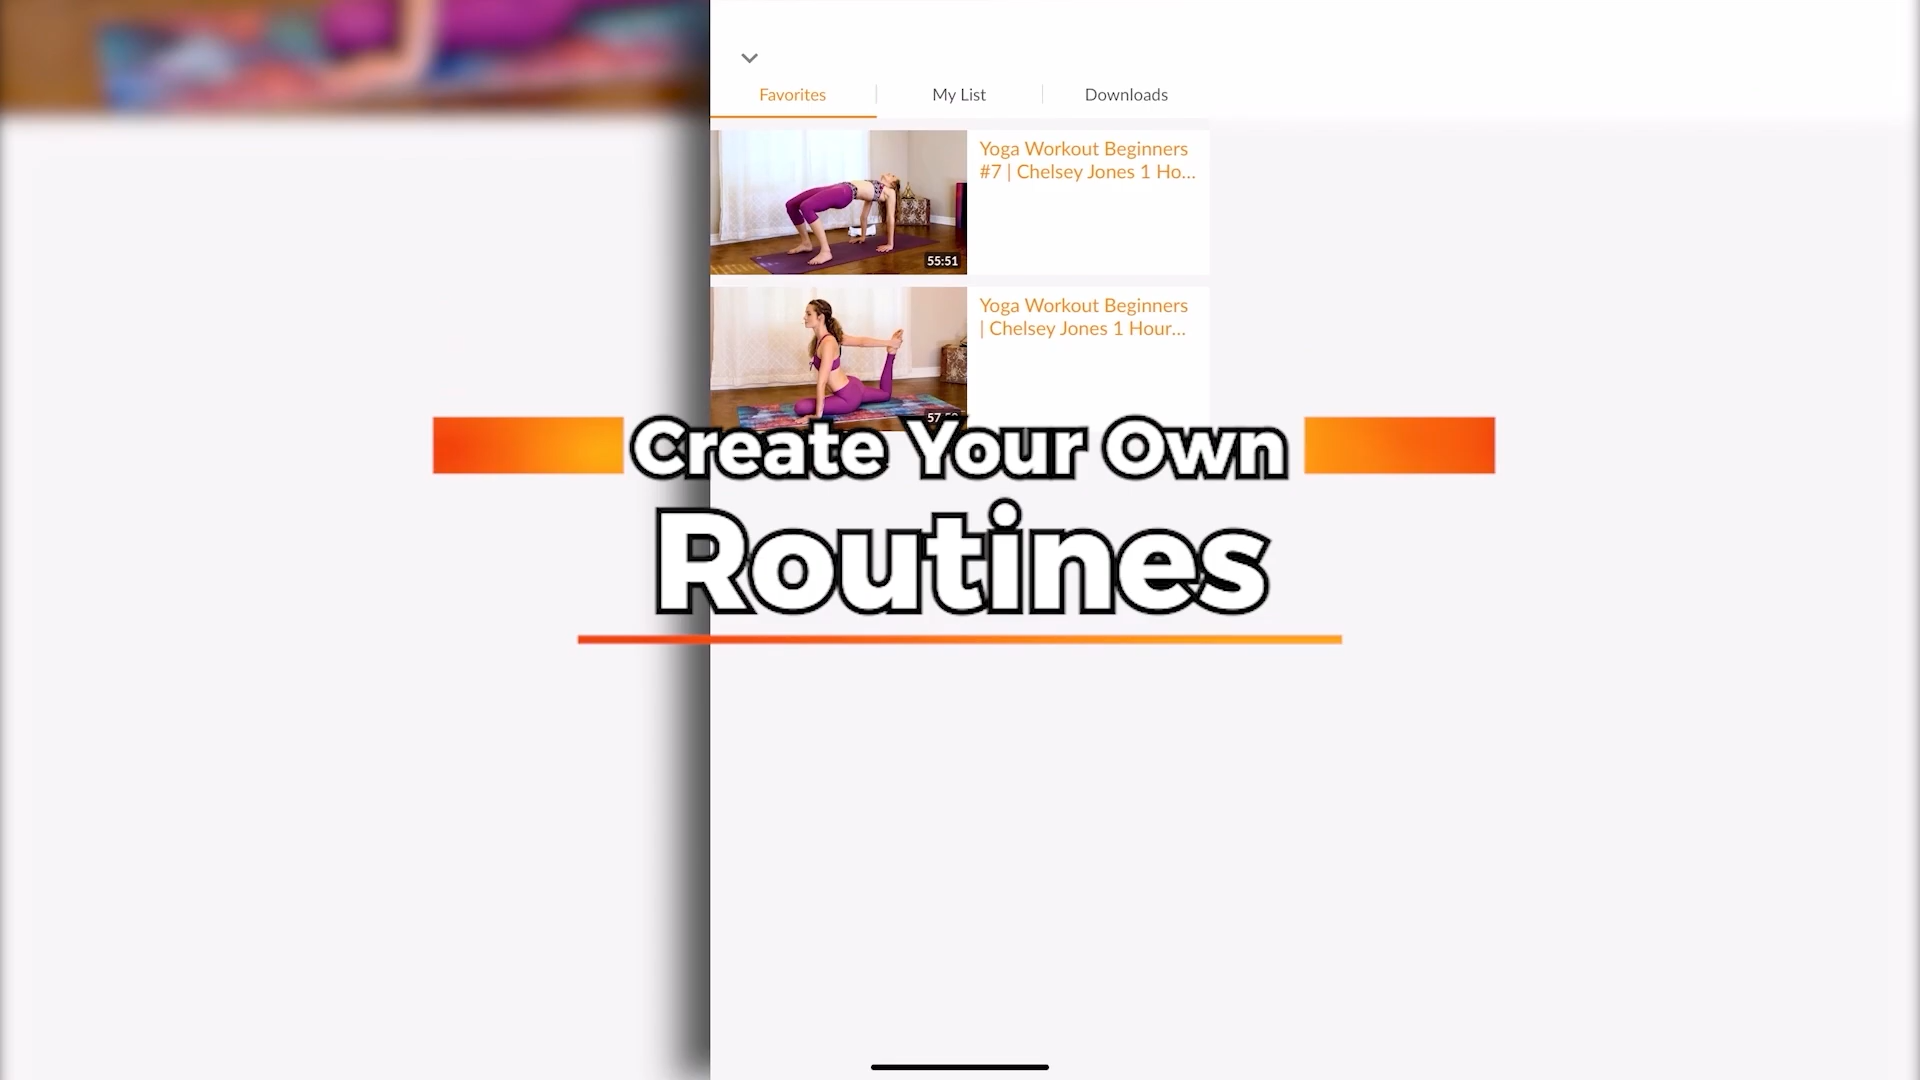 Favorites
My List
Downloads
Yoga Workout Beginners
#7 | Chelsey Jones 1 Ho...
55:51
Yoga Workout Beginners
| Chelsey Jones 1 Hour...
Create Your Own
Routines